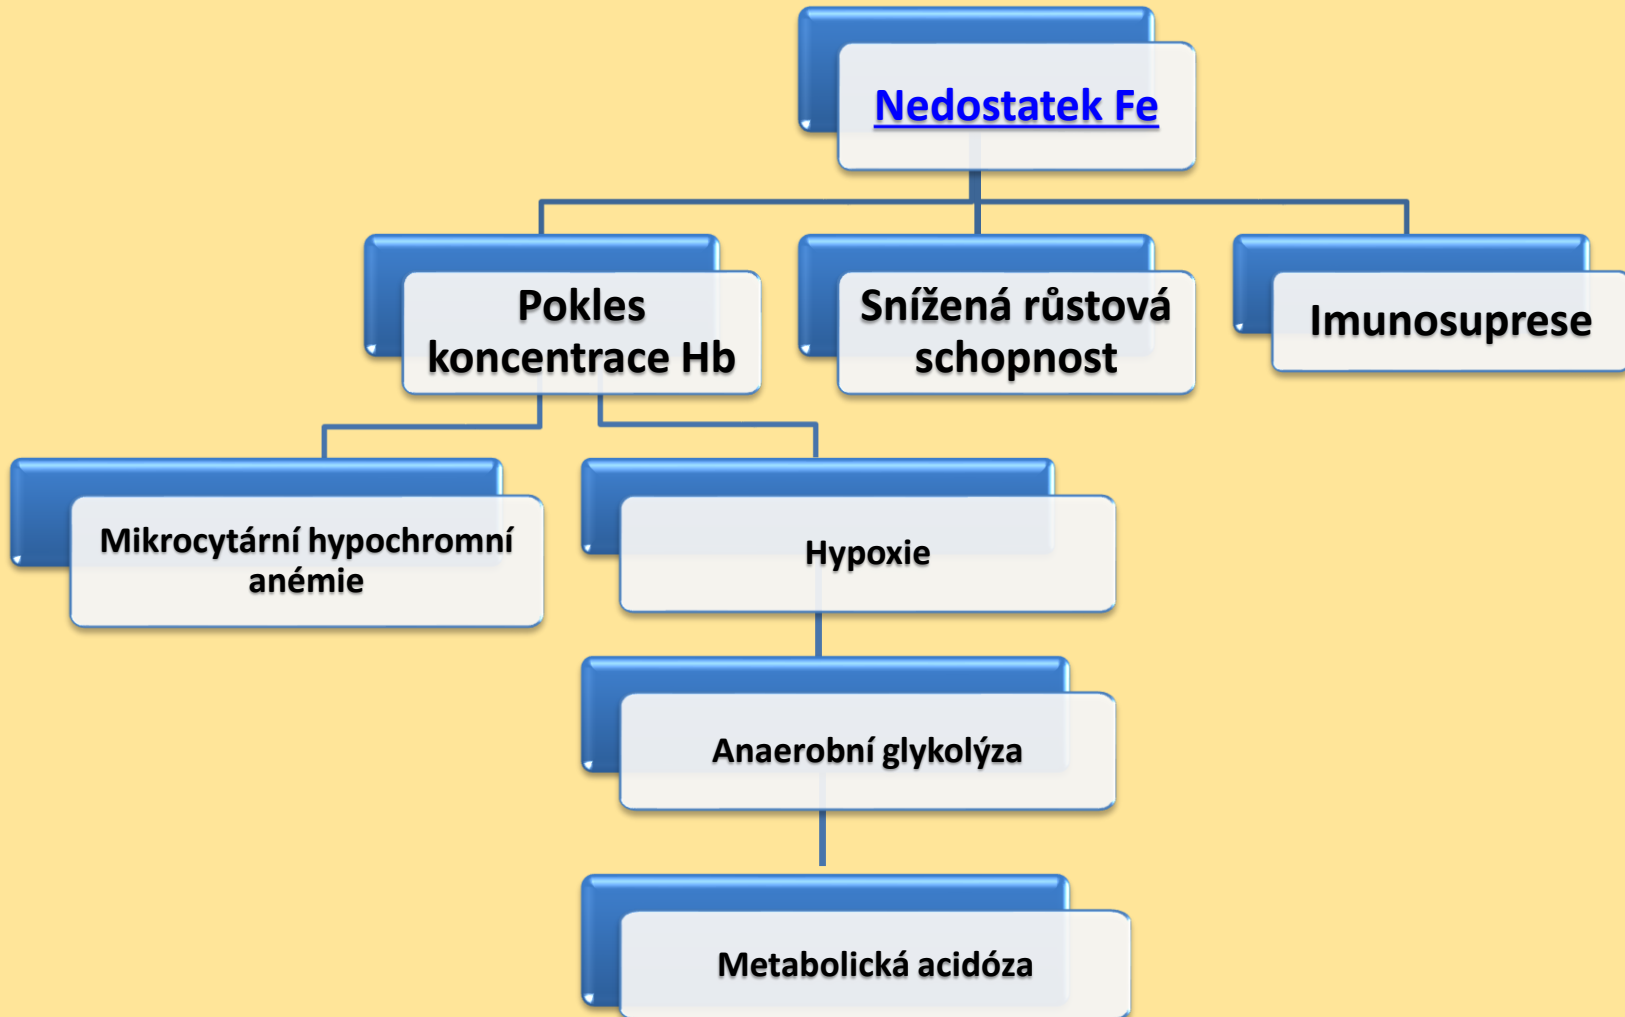 Nedostatek Fe
Pokles
koncentrace Hb
Snížená růstová
schopnost
Imunosuprese
Mikrocytární hypochromní
anémie
Hypoxie
Anaerobní glykolýza
Metabolická acidóza